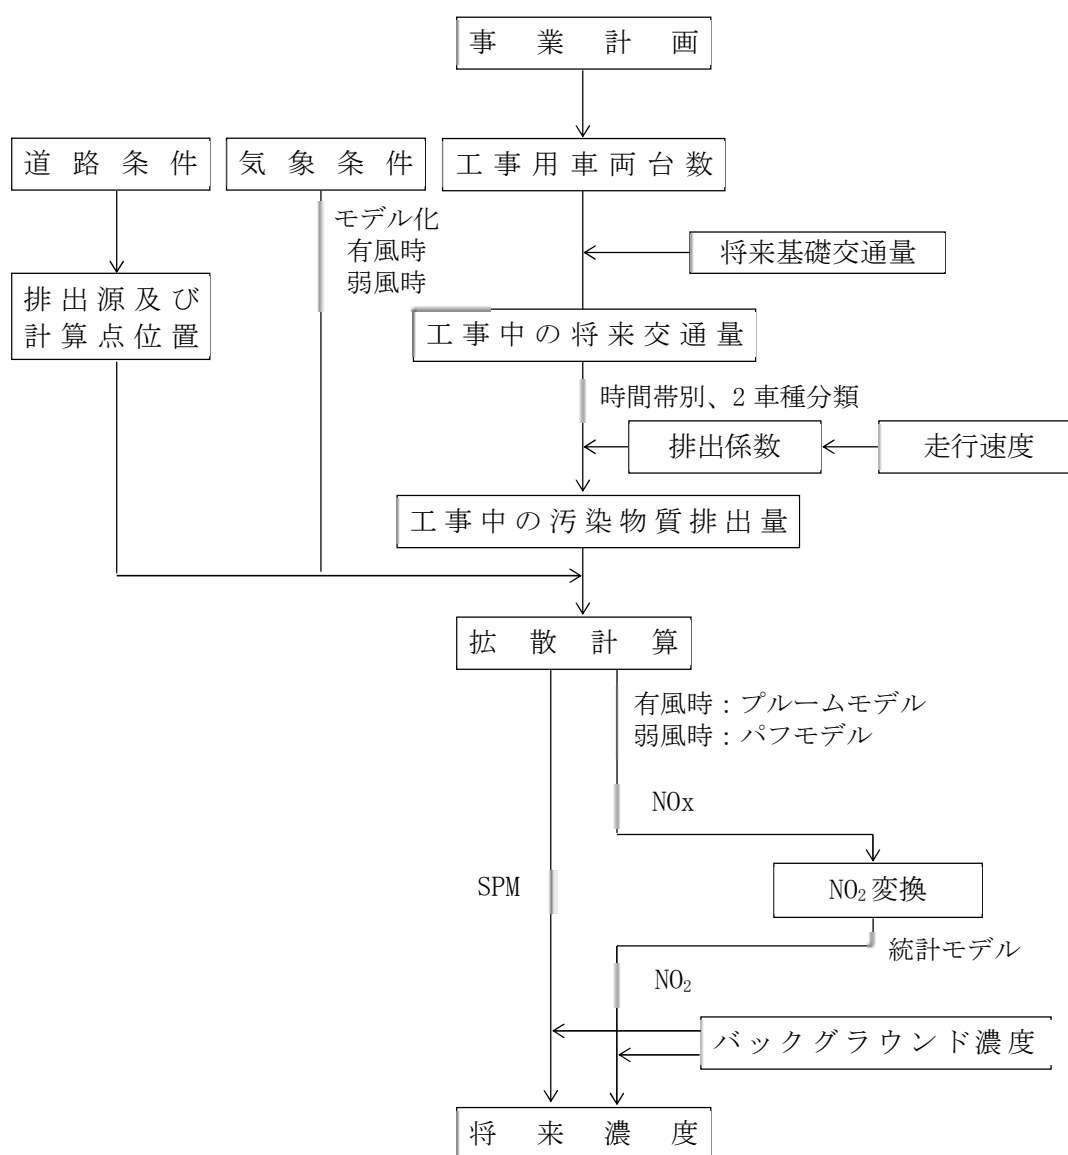 事業計画
道路条件
気象条件
工事用車両台数
モデル化
有風時
弱風時
将来基礎交通量
排出源及び
計算点位置
工事中の将来交通量
時間帯別、2車種分類
排出係数
走行速度
工事中の汚染物質排出量
拡散計算
有風時：プルームモデル
弱風時：パフモデル
NOx
SPM
NO₂変換
統計モデル
NO₂
バックグラウンド濃度
将来濃度